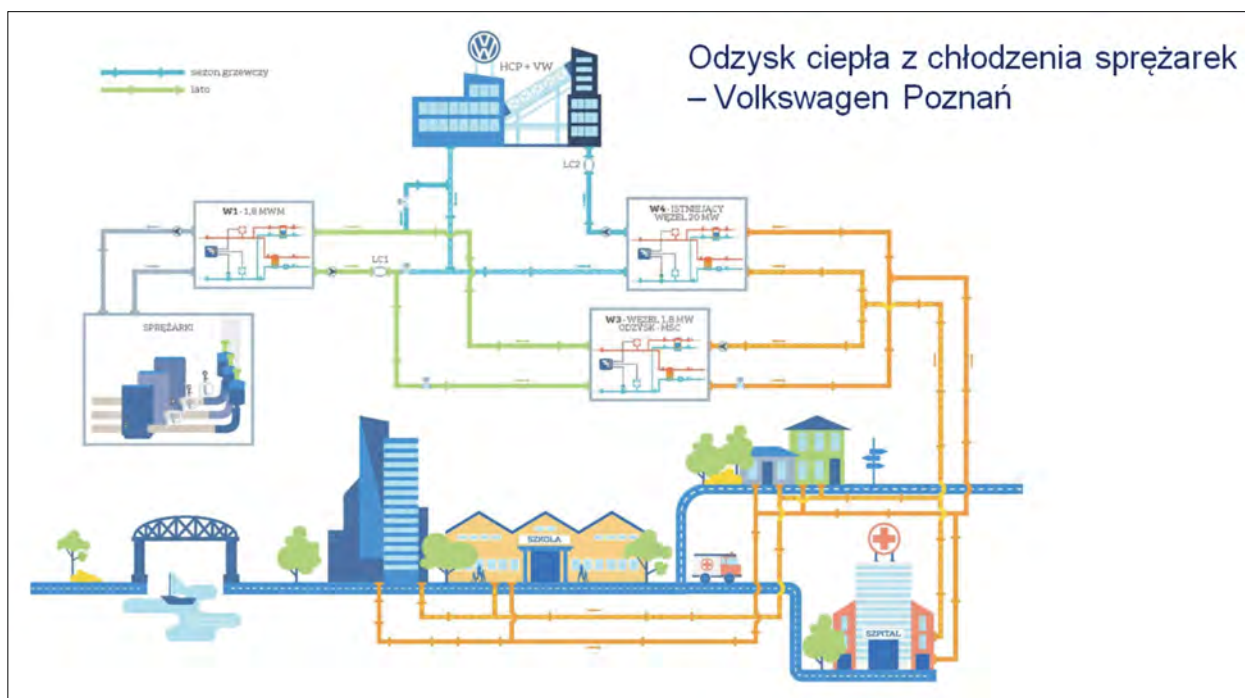 Odzysk ciepła z chłodzenia sprężarek
– Volkswagen Poznań
sezon grzewczy
lato
HCP + VW
LC2
W1 - 1,8 MWM
W4 - ISTNIEJĄCY
WĘZEŁ 20 MW
LC1
SPRĘŻARKI
W3 - WĘZEŁ 1,8 MW
ODZYSK - MSC
SZKOŁA
SZPITAL